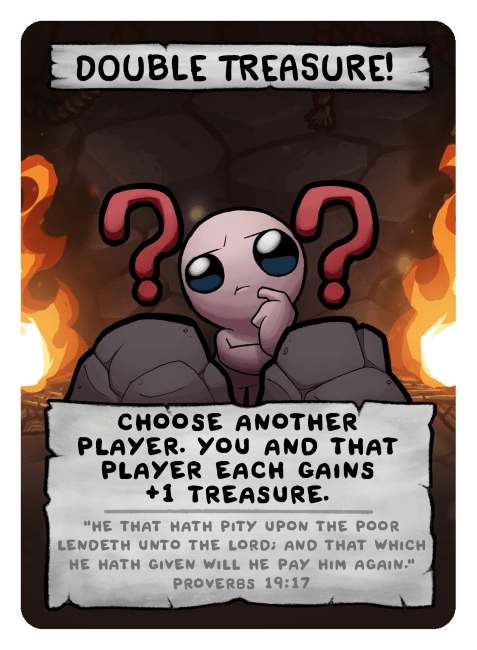 DOUBLE TREASURE!
? ?
CHOOSE ANOTHER
PLAYER. YOU AND THAT
PLAYER EACH GAINS
+1 TREASURE.
"HE THAT HATH PITY UPON THE POOR
LENDETH UNTO THE LORD; AND THAT WHICH
HE HATH GIVEN WILL HE PAY HIM AGAIN."
PROVERBS 19:17